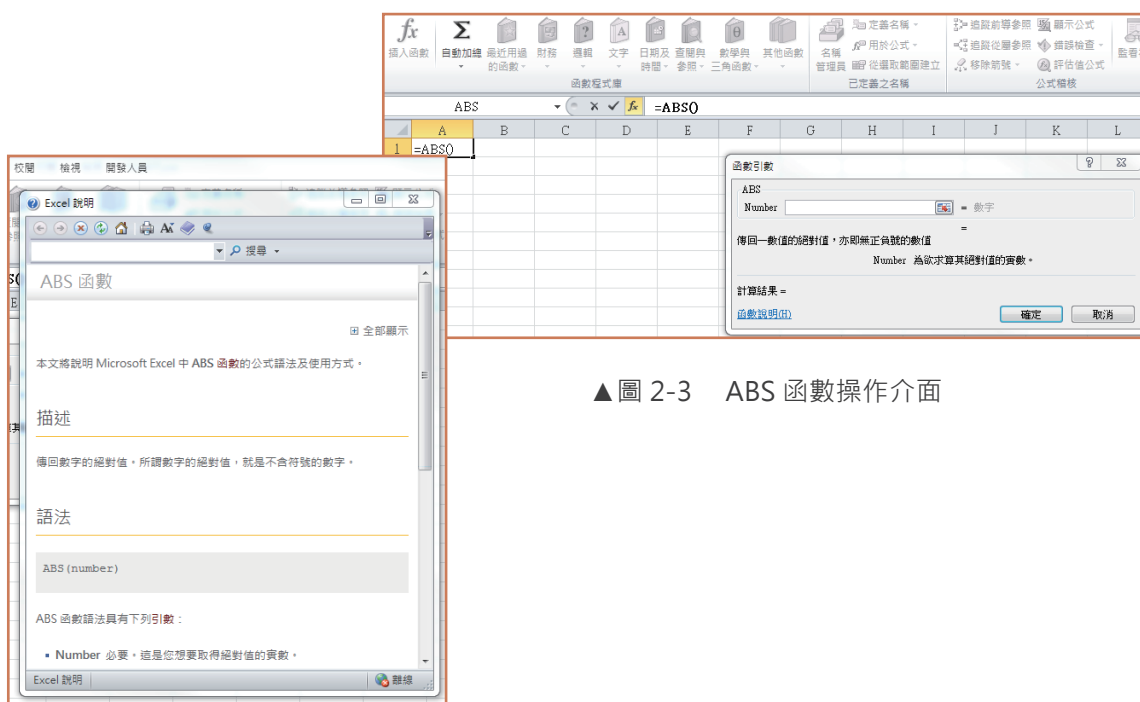 插入函數 自動加總 最近用過的函數 財務 邏輯 文字 日期及時間 查閱與參照 數學與三角函數 其他函數
函數程式庫
名稱管理員 定義名稱 用於公式 從選取範圍建立
已定義之名稱
追蹤前導參照 顯示公式
追蹤從屬參照 錯誤檢查
移除箭號 評估值公式
公式稽核
ABS =ABS()
A B C D E F G H I J K L
1 =ABS()
函數引數
ABS
Number = 數字
=
傳回一數值的絕對值，亦即無正負號的數值
Number 為欲求算其絕對值的實數。
計算結果 =
函數說明(H) 確定 取消
▲圖 2-3 ABS 函數操作介面
校閱 檢視 開發人員
Excel 說明
搜尋
ABS 函數
全部顯示
本文將說明 Microsoft Excel 中 ABS 函數的公式語法及使用方式。
描述
傳回數字的絕對值。所謂數字的絕對值，就是不含符號的數字。
語法
ABS(number)
ABS 函數語法具有下列引數：
▪ Number 必要。這是您想要取得絕對值的實數。
Excel 說明 離線